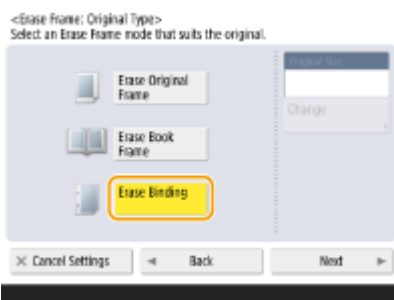 <Erase Frame: Original Type>
Select an Erase Frame mode that suits the original.
Erase Original
Frame
Original Size
Change
Erase Book
Frame
Erase Binding
× Cancel Settings
Back
Next